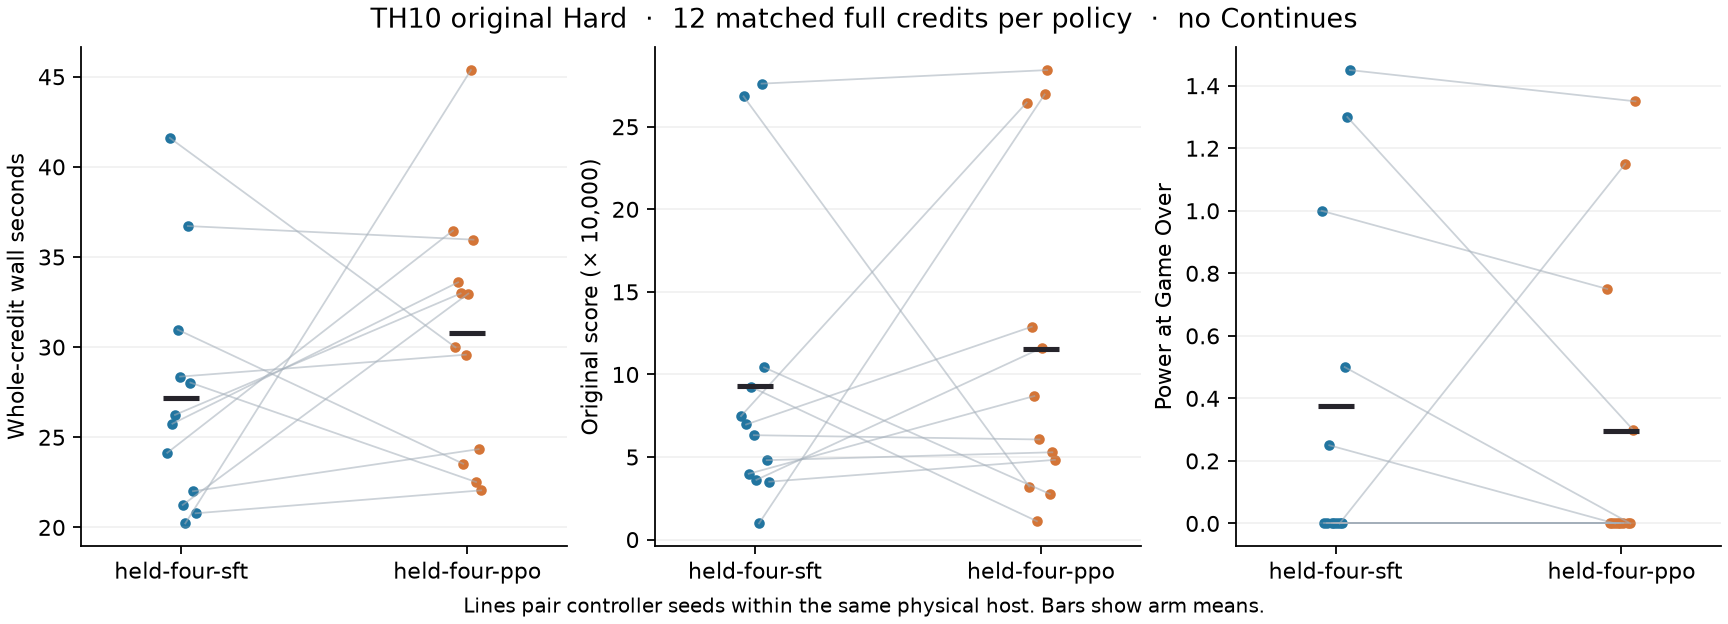 TH10 original Hard · 12 matched full credits per policy · no Continues
Whole-credit wall seconds
45
40
35
30
25
20
held-four-sft
held-four-ppo
Original score (× 10,000)
25
20
15
10
5
0
held-four-sft
held-four-ppo
Power at Game Over
1.4
1.2
1.0
0.8
0.6
0.4
0.2
0.0
held-four-sft
held-four-ppo
Lines pair controller seeds within the same physical host. Bars show arm means.